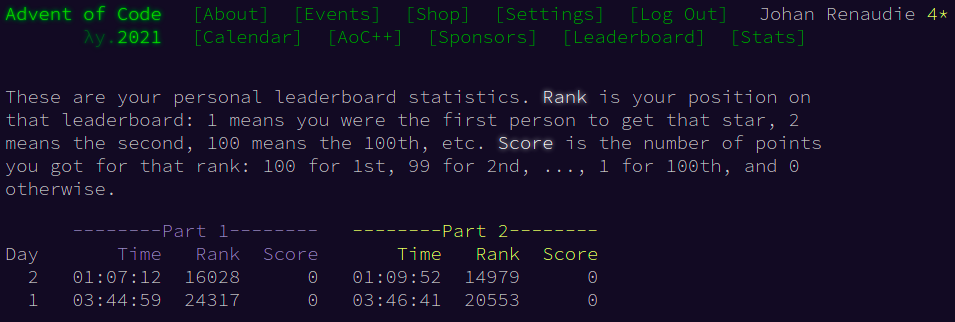 Advent of Code [About] [Events] [Shop] [Settings] [Log Out] Johan Renaudie 4*
λy.2021 [Calendar] [AoC++] [Sponsors] [Leaderboard] [Stats]
These are your personal leaderboard statistics. Rank is your position on
that leaderboard: 1 means you were the first person to get that star, 2
means the second, 100 means the 100th, etc. Score is the number of points
you got for that rank: 100 for 1st, 99 for 2nd, ..., 1 for 100th, and 0
otherwise.
--------Part 1-------- --------Part 2--------
Day Time Rank Score Time Rank Score
2 01:07:12 16028 0 01:09:52 14979 0
1 03:44:59 24317 0 03:46:41 20553 0